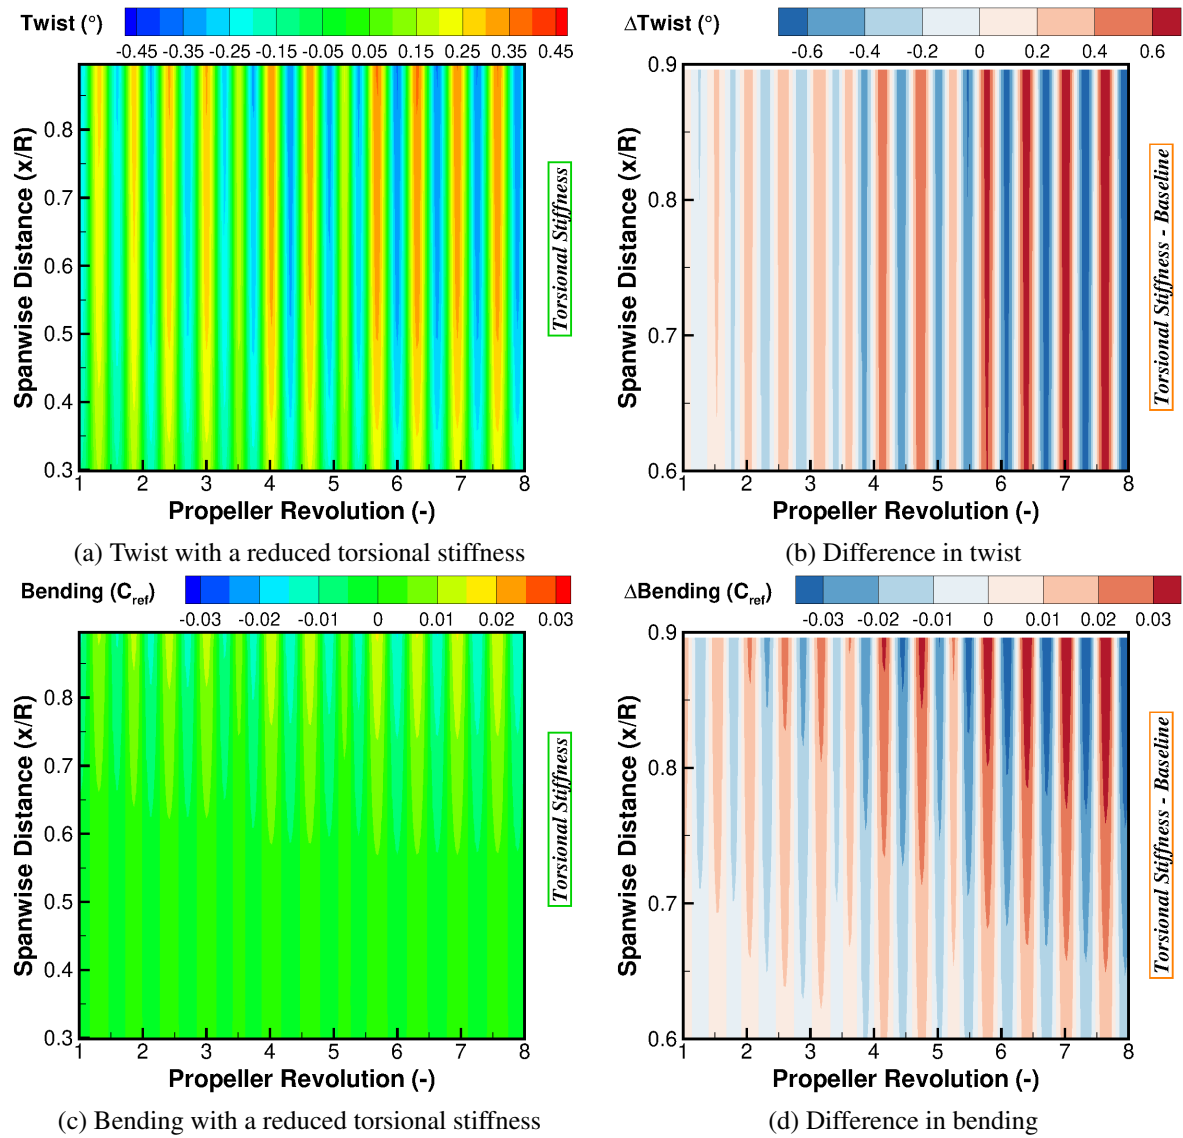 Twist (°)
-0.45 -0.35 -0.25 -0.15 -0.05 0.05 0.15 0.25 0.35 0.45
Spanwise Distance (x/R)
0.8
0.7
0.6
0.5
0.4
0.3
1 2 3 4 5 6 7 8
Propeller Revolution (-)
Torsional Stiffness
(a) Twist with a reduced torsional stiffness
ΔTwist (°)
-0.6 -0.4 -0.2 0 0.2 0.4 0.6
Spanwise Distance (x/R)
0.9
0.8
0.7
0.6
1 2 3 4 5 6 7 8
Propeller Revolution (-)
Torsional Stiffness - Baseline
(b) Difference in twist
Bending (Cref)
-0.03 -0.02 -0.01 0 0.01 0.02 0.03
Spanwise Distance (x/R)
0.8
0.7
0.6
0.5
0.4
0.3
1 2 3 4 5 6 7 8
Propeller Revolution (-)
Torsional Stiffness
(c) Bending with a reduced torsional stiffness
ΔBending (Cref)
-0.03 -0.02 -0.01 0 0.01 0.02 0.03
Spanwise Distance (x/R)
0.9
0.8
0.7
0.6
1 2 3 4 5 6 7 8
Propeller Revolution (-)
Torsional Stiffness - Baseline
(d) Difference in bending